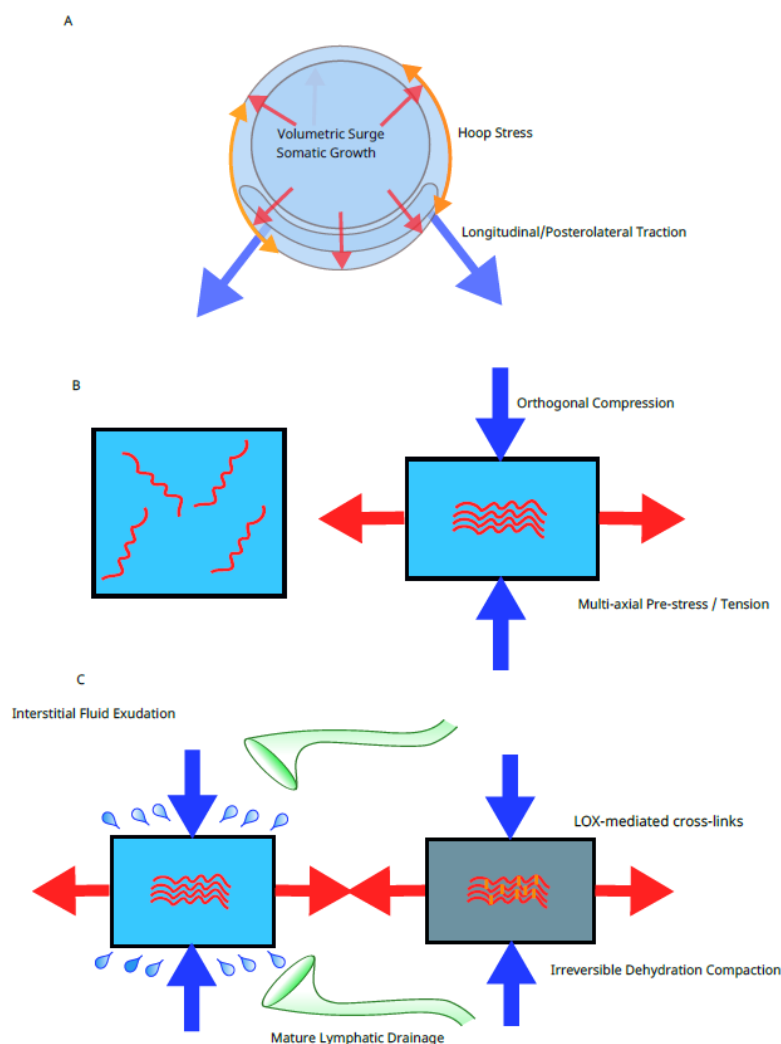 A
Volumetric Surge
Somatic Growth
Hoop Stress
Longitudinal/Posterolateral Traction
B
Orthogonal Compression
Multi-axial Pre-stress / Tension
C
Interstitial Fluid Exudation
LOX-mediated cross-links
Irreversible Dehydration Compaction
Mature Lymphatic Drainage